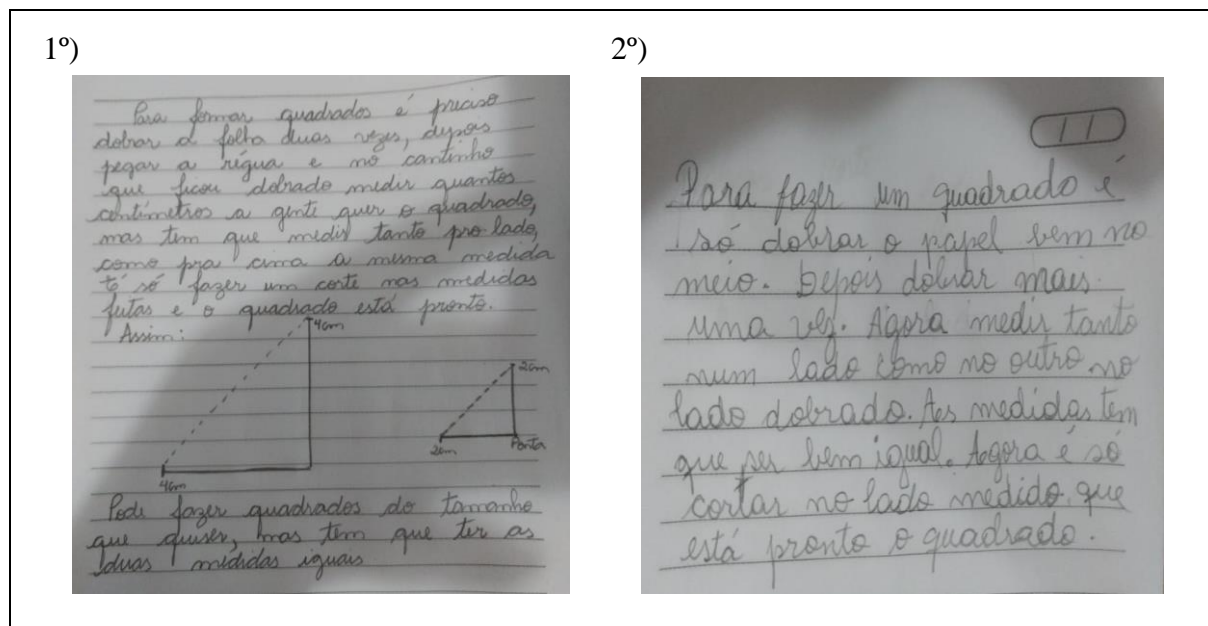 1º)
Para formar quadrados é preciso
dobrar a folha duas vezes, depois
pegar a régua e no cantinho
que ficou dobrado medir quantos
centímetros a gente quer o quadrado,
mas tem que medir tanto pro lado,
como pra cima a mesma medida
é só fazer um corte nas medidas
feitas e o quadrado está pronto.
Assim:
4cm
4cm
2cm
2cm
Ponta
Pode fazer quadrados do tamanho
que quiser, mas tem que ter as
duas medidas iguais
2º)
11
Para fazer um quadrado é
só dobrar o papel bem no
meio. Depois dobrar mais
uma vez. Agora medir tanto
num lado como no outro no
lado dobrado. As medidas tem
que ser bem igual. Agora é só
cortar no lado medido que
está pronto o quadrado.